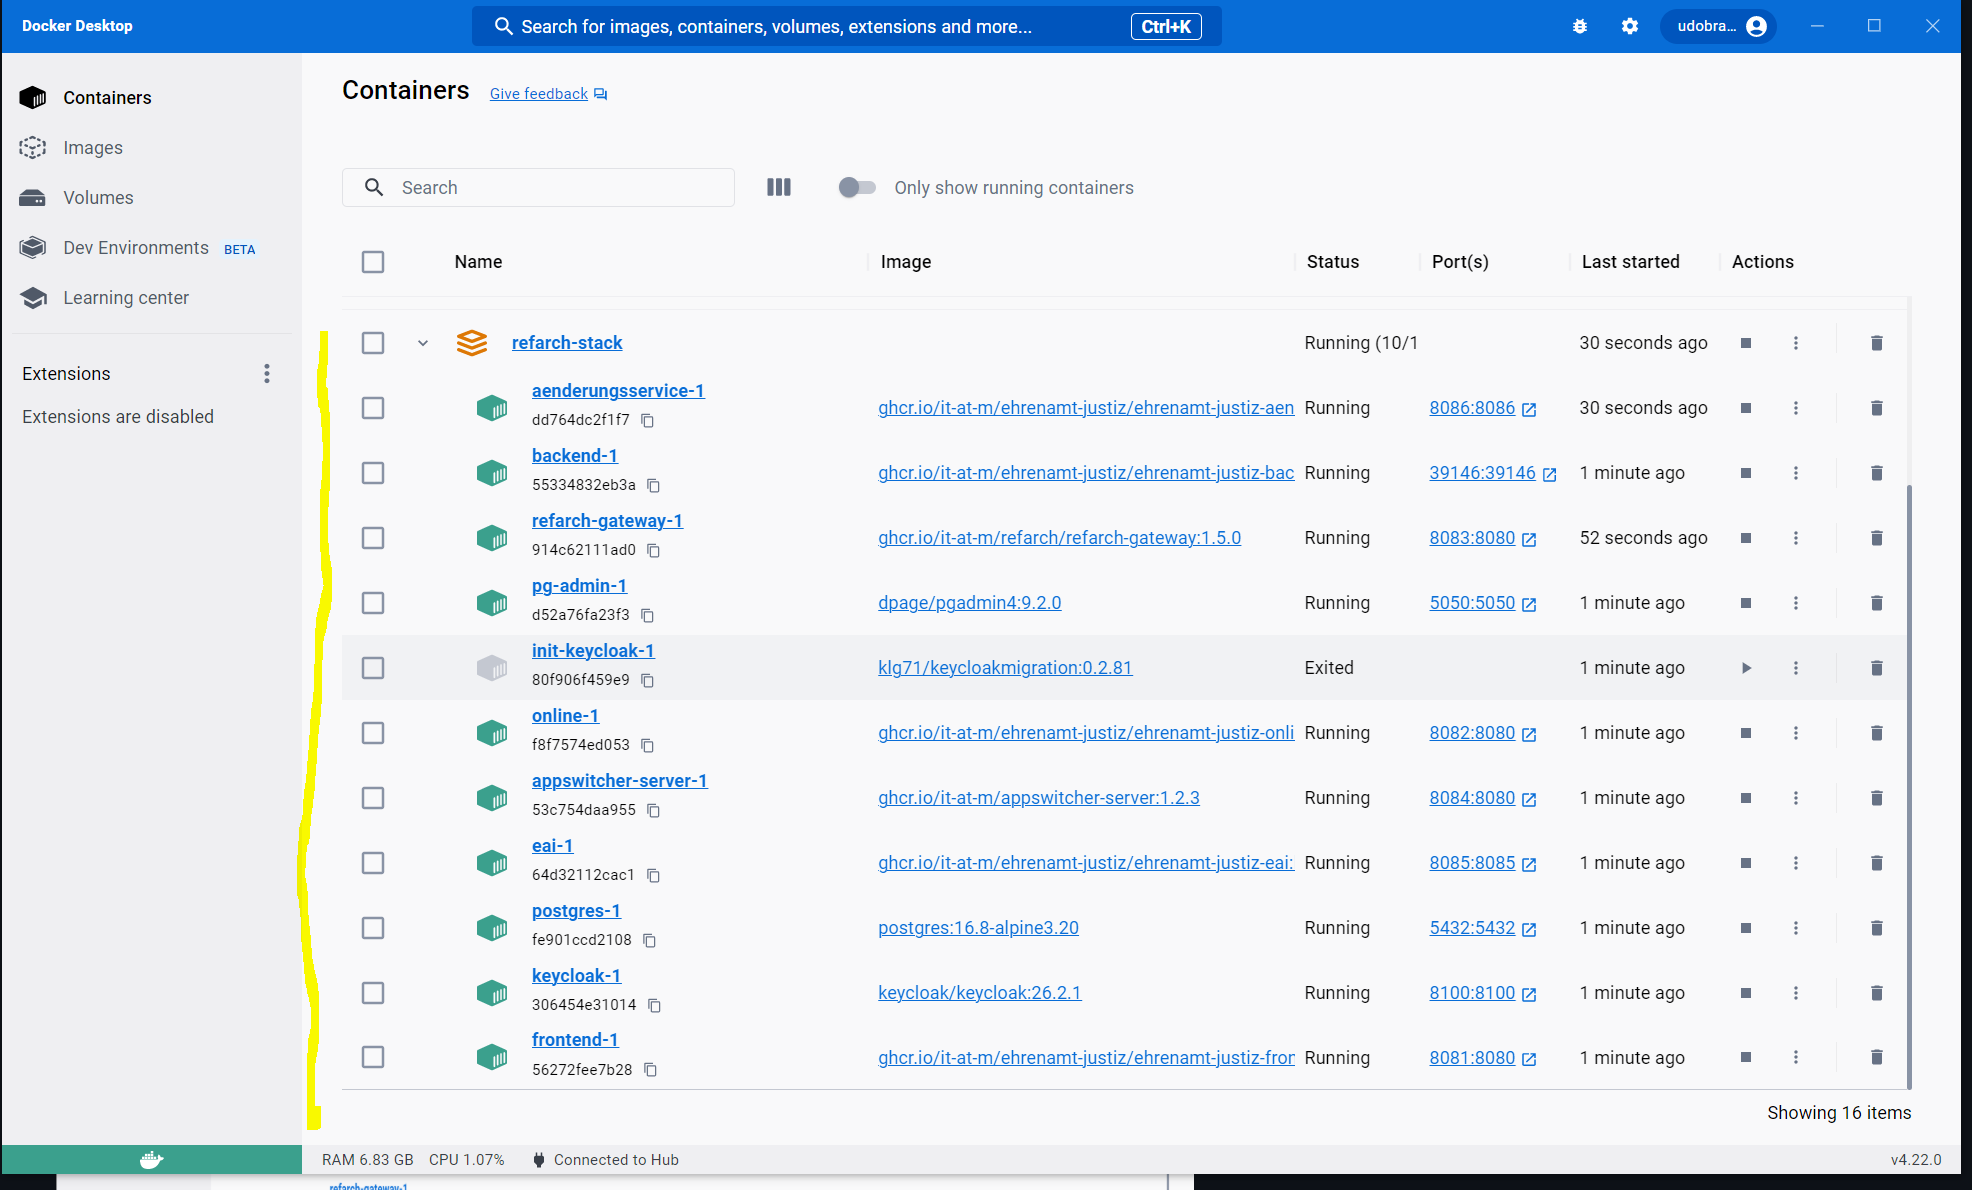 Docker Desktop
Search for images, containers, volumes, extensions and more...
Ctrl+K
udobra...
Containers
Images
Volumes
Dev Environments BETA
Learning center
Extensions
Extensions are disabled
Containers Give feedback
Search
Only show running containers
Name Image Status Port(s) Last started Actions
refarch-stack Running (10/1 30 seconds ago
aenderungsservice-1
dd764dc2f1f7
ghcr.io/it-at-m/ehrenamt-justiz/ehrenamt-justiz-aen Running 8086:8086 30 seconds ago
backend-1
55334832eb3a
ghcr.io/it-at-m/ehrenamt-justiz/ehrenamt-justiz-bac Running 39146:39146 1 minute ago
refarch-gateway-1
914c62111ad0
ghcr.io/it-at-m/refarch/refarch-gateway:1.5.0 Running 8083:8080 52 seconds ago
pg-admin-1
d52a76fa23f3
dpage/pgadmin4:9.2.0 Running 5050:5050 1 minute ago
init-keycloak-1
80f906f459e9
klg71/keycloakmigration:0.2.81 Exited 1 minute ago
online-1
f8f7574ed053
ghcr.io/it-at-m/ehrenamt-justiz/ehrenamt-justiz-onli Running 8082:8080 1 minute ago
appswitcher-server-1
53c754daa955
ghcr.io/it-at-m/appswitcher-server:1.2.3 Running 8084:8080 1 minute ago
eai-1
64d32112cac1
ghcr.io/it-at-m/ehrenamt-justiz/ehrenamt-justiz-eai: Running 8085:8085 1 minute ago
postgres-1
fe901ccd2108
postgres:16.8-alpine3.20 Running 5432:5432 1 minute ago
keycloak-1
306454e31014
keycloak/keycloak:26.2.1 Running 8100:8100 1 minute ago
frontend-1
56272fee7b28
ghcr.io/it-at-m/ehrenamt-justiz/ehrenamt-justiz-fror Running 8081:8080 1 minute ago
Showing 16 items
RAM 6.83 GB CPU 1.07% Connected to Hub v4.22.0
refarch-gateway-1